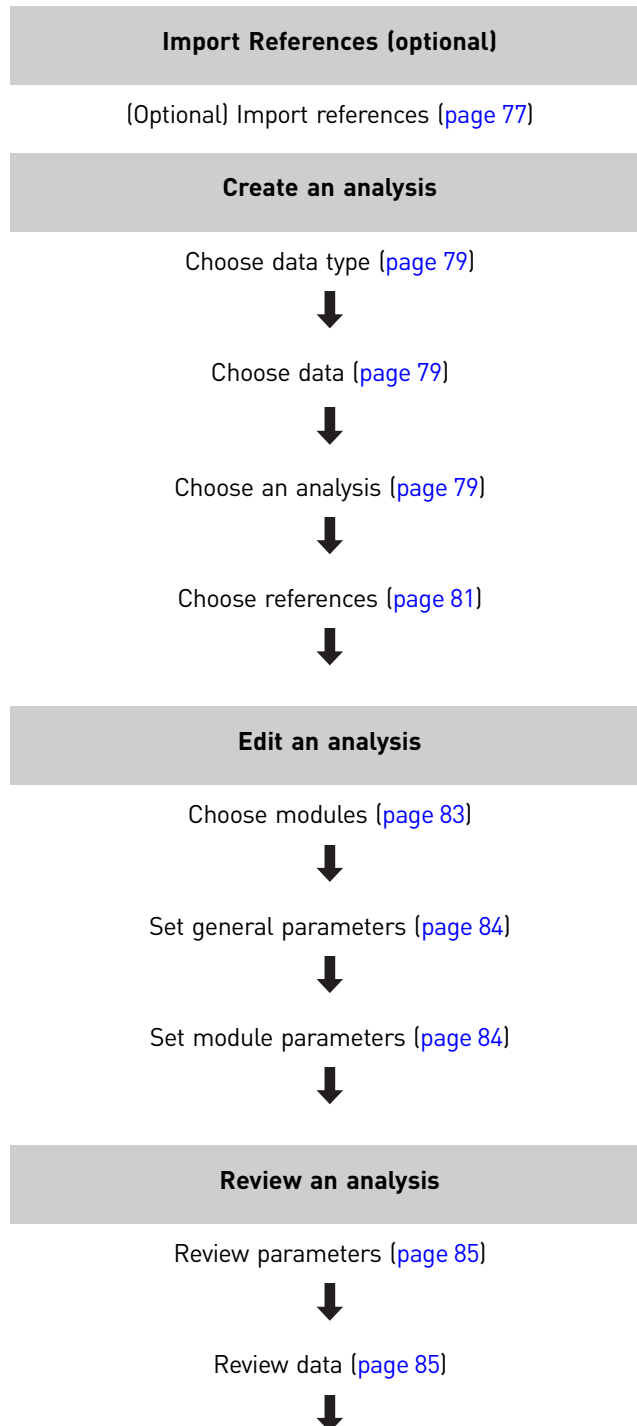 Import References (optional)
(Optional) Import references (page 77)
Create an analysis
Choose data type (page 79)
Choose data (page 79)
Choose an analysis (page 79)
Choose references (page 81)
Edit an analysis
Choose modules (page 83)
Set general parameters (page 84)
Set module parameters (page 84)
Review an analysis
Review parameters (page 85)
Review data (page 85)